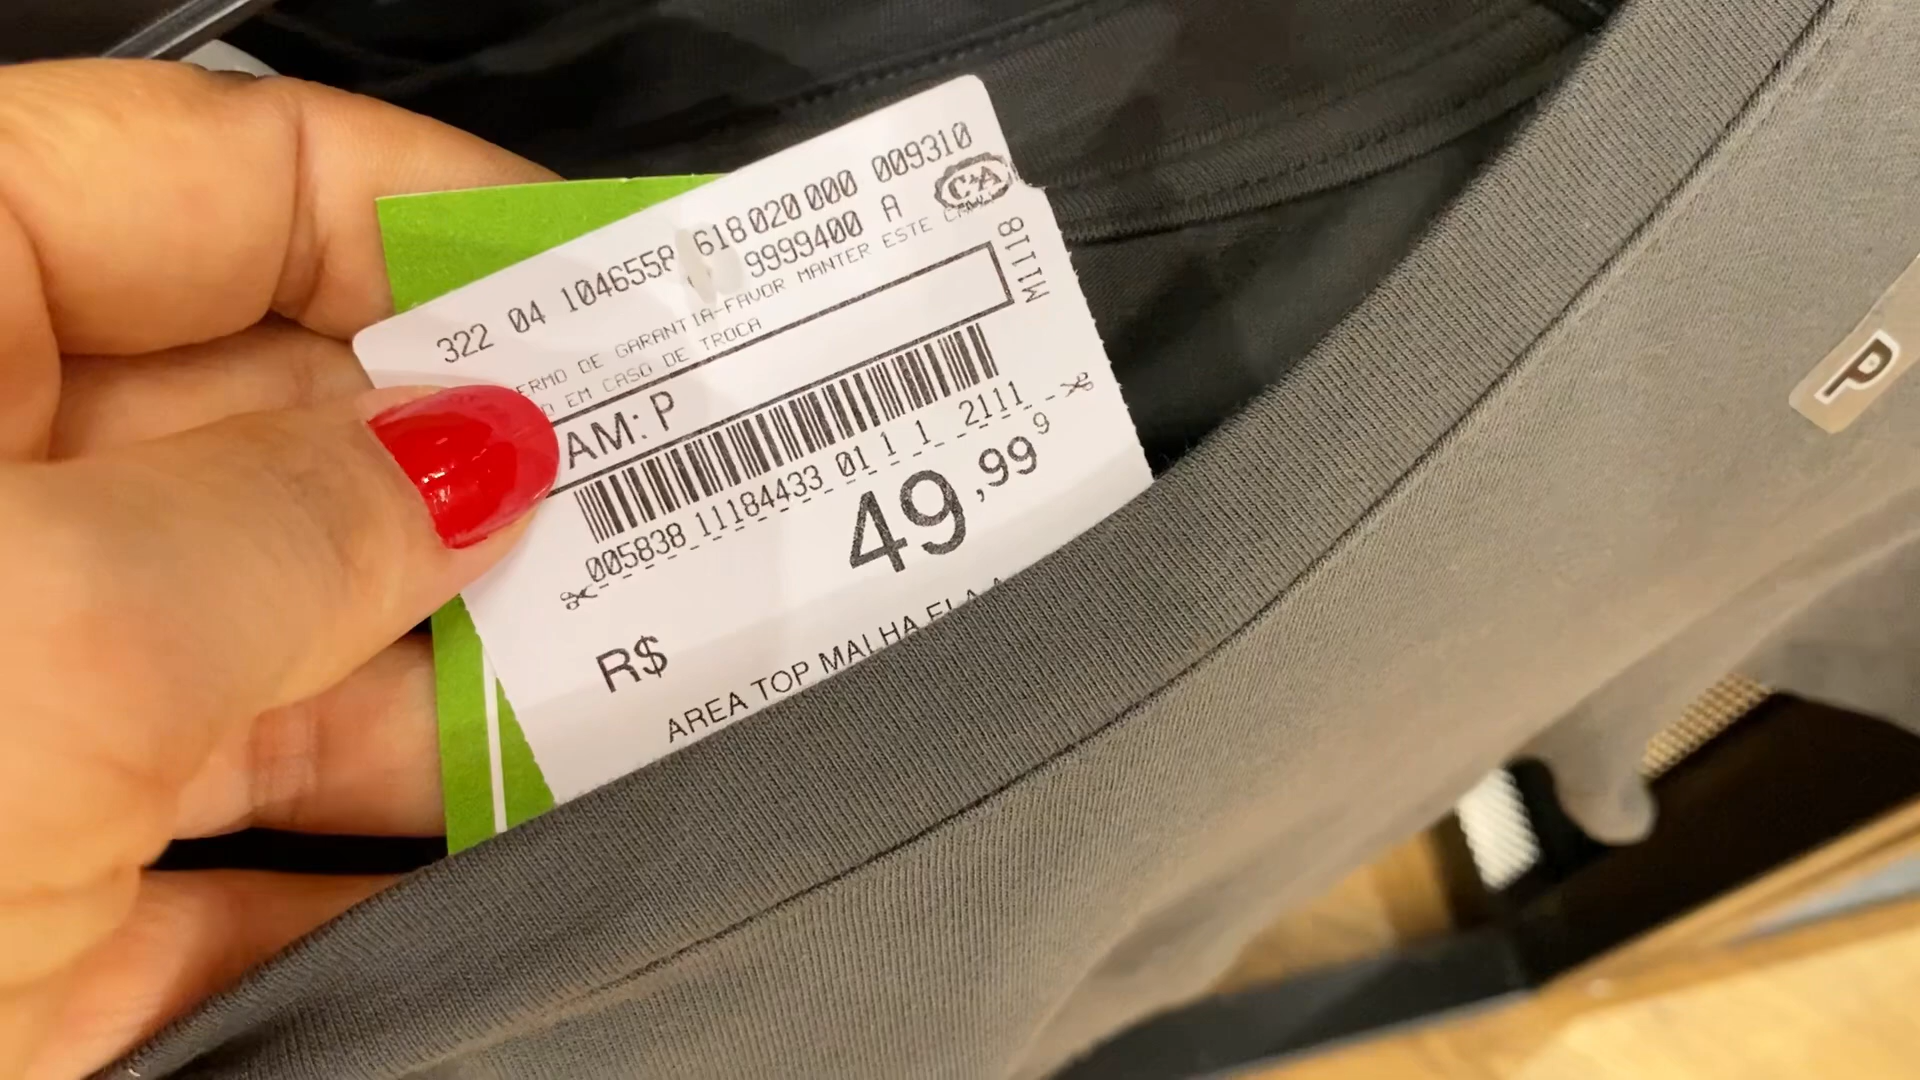 322 04 1046558 618 020 000 009310
9999400 A
C&A
ERMO DE GARANTIA-FAVOR MANTER ESTE
EM CASO DE TROCA
M1118
AM: P
005838 11184433 01 1 1 2111
R$ 49,99 9
AREA TOP MALHA
P